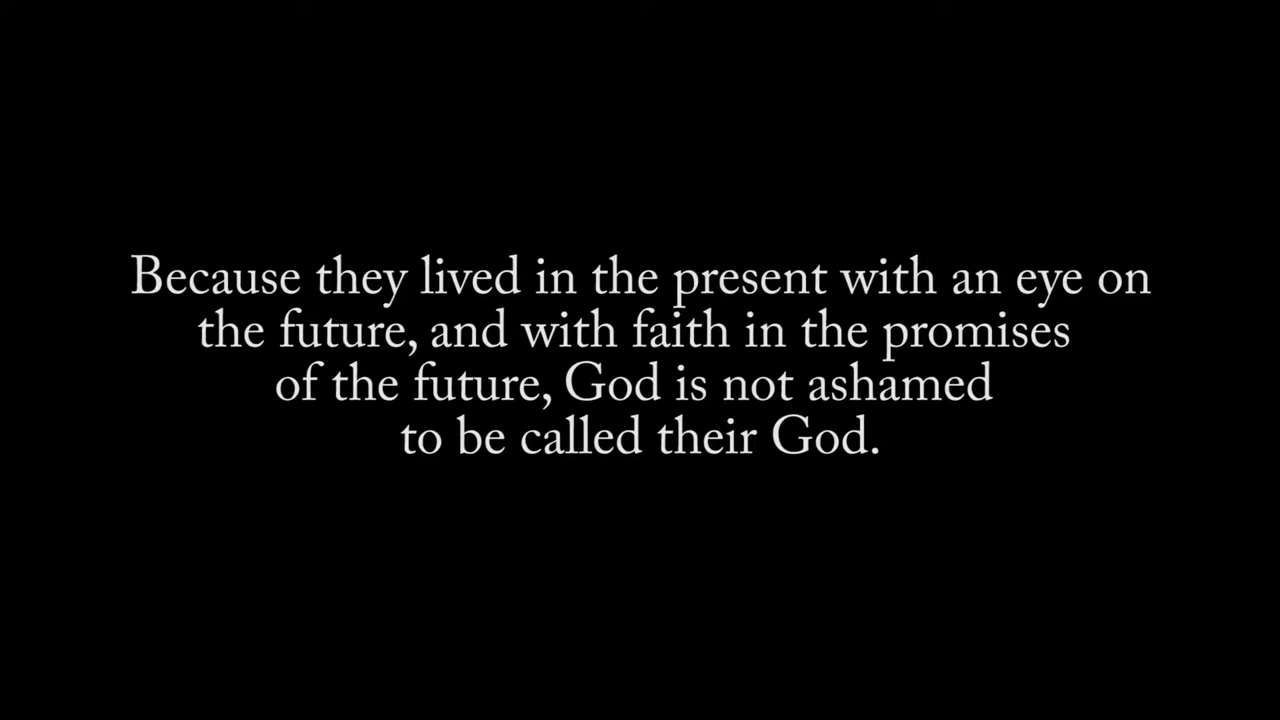 Because they lived in the present with an eye on
the future, and with faith in the promises
of the future, God is not ashamed
to be called their God.